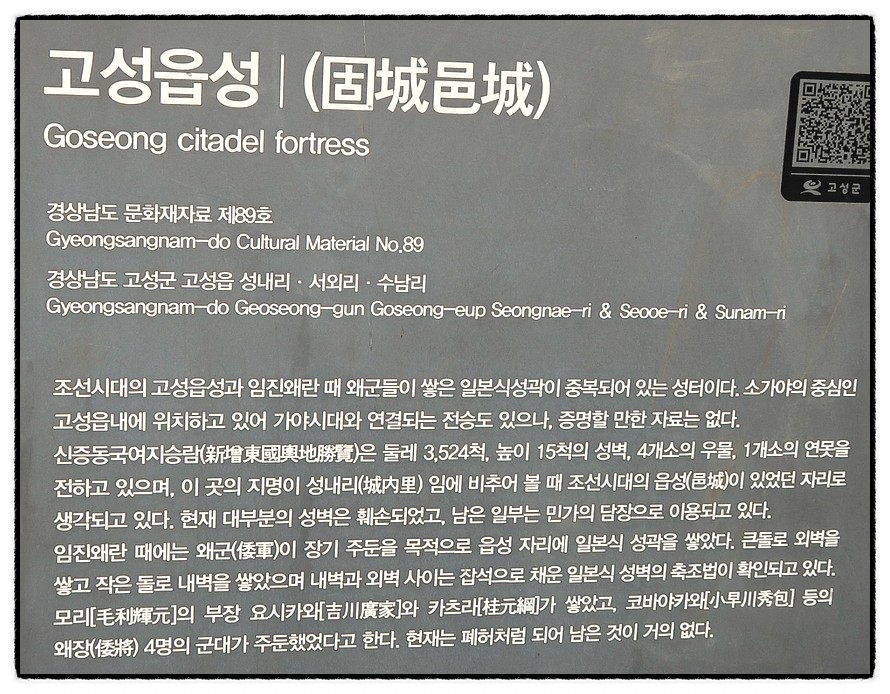 고성읍성 | (固城邑城)
Goseong citadel fortress
고성군
경상남도 문화재자료 제89호
Gyeongsangnam-do Cultural Material No.89
경상남도 고성군 고성읍 성내리 · 서외리 · 수남리
Gyeongsangnam-do Geoseong-gun Goseong-eup Seongnae-ri & Seooe-ri & Sunam-ri
조선시대의 고성읍성과 임진왜란 때 왜군들이 쌓은 일본식성곽이 중복되어 있는 성터이다. 소가야의 중심인
고성읍내에 위치하고 있어 가야시대와 연결되는 전승도 있으나, 증명할 만한 자료는 없다.
신증동국여지승람(新增東國輿地勝覽)은 둘레 3,524척, 높이 15척의 성벽, 4개소의 우물, 1개소의 연못을
전하고 있으며, 이 곳의 지명이 성내리(城内里) 임에 비추어 볼 때 조선시대의 읍성(邑城)이 있었던 자리로
생각되고 있다. 현재 대부분의 성벽은 훼손되었고, 남은 일부는 민가의 담장으로 이용되고 있다.
임진왜란 때에는 왜군(倭軍)이 장기 주둔을 목적으로 읍성 자리에 일본식 성곽을 쌓았다. 큰돌로 외벽을
쌓고 작은 돌로 내벽을 쌓았으며 내벽과 외벽 사이는 잡석으로 채운 일본식 성벽의 축조법이 확인되고 있다.
모리[毛利輝元]의 부장 요시카와[吉川廣家]와 카츠라[桂元綱]가 쌓았고, 코바야카와[小早川秀包] 등의
왜장(倭將) 4명의 군대가 주둔했었다고 한다. 현재는 폐허처럼 되어 남은 것이 거의 없다.